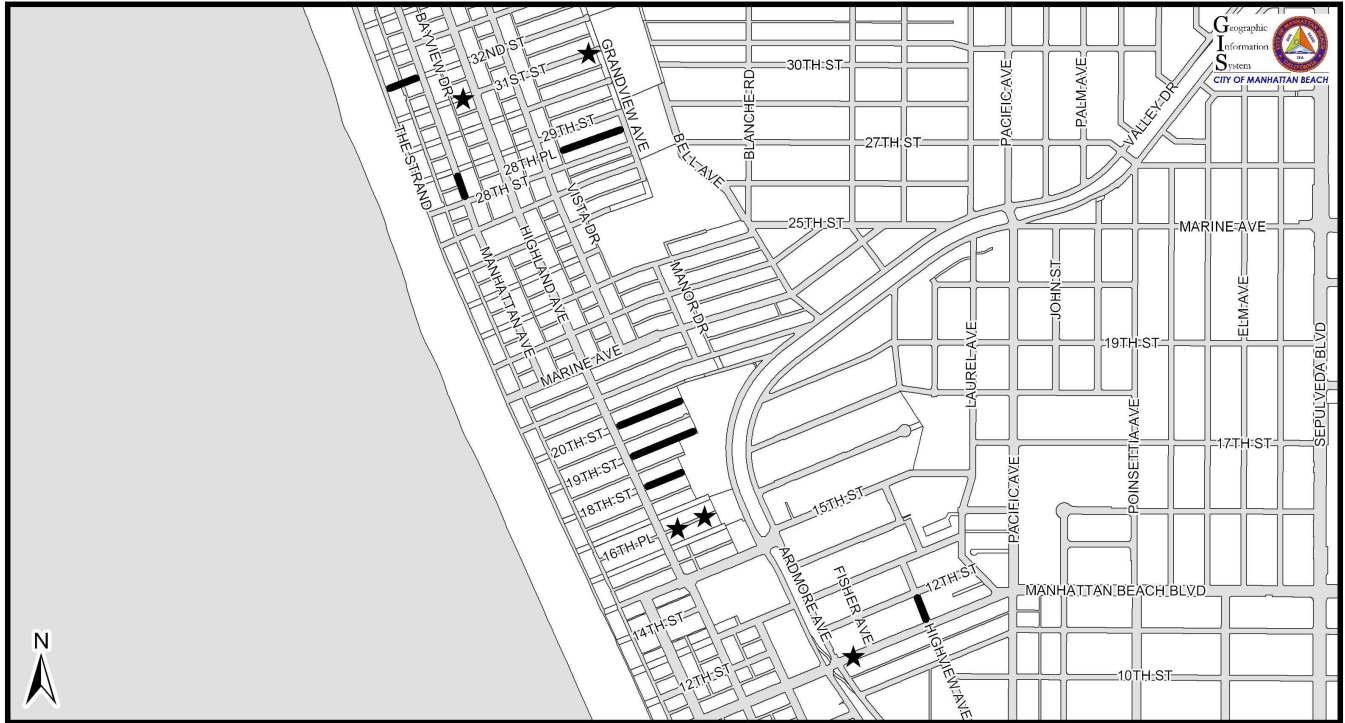 Geographic
Information
System
CITY OF MANHATTAN BEACH
BAYVIEW DR
32ND ST
31ST ST
GRANDVIEW AVE
30TH ST
BLANCHE RD
PACIFIC AVE
PALM AVE
VALLEY DR
THE STRAND
29TH ST
28TH PL
28TH ST
27TH ST
BELL AVE
VISTA DR
25TH ST
MARINE AVE
HIGHLAND AVE
MANHATTAN AVE
MANOR DR
JOHN ST
ELM AVE
MARINE AVE
LAUREL AVE
19TH ST
SEPULVEDA BLVD
20TH ST
19TH ST
18TH ST
17TH ST
POINSETTIA AVE
PACIFIC AVE
15TH ST
16TH PL
ARDMORE AVE
FISHER AVE
12TH ST
MANHATTAN BEACH BLVD
14TH ST
HIGHVIEW AVE
12TH ST
10TH ST
N